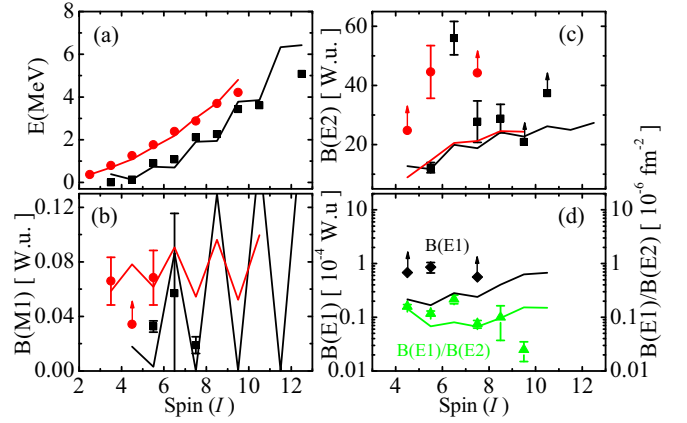 (a)
E(MeV)
8
6
4
2
0
(c)
B(E2) [ W.u. ]
60
40
20
(b)
B(M1) [ W.u. ]
0.12
0.08
0.04
0.00
2 4 6 8 10 12
Spin (I)
(d)
B(E1) [10⁻⁴ W.u. ]
10
1
0.1
0.01
B(E1)
B(E1)/B(E2)
4 6 8 10 12
Spin (I)
10
1
0.1
0.01
B(E1)/B(E2) [ 10⁻⁶ fm⁻² ]